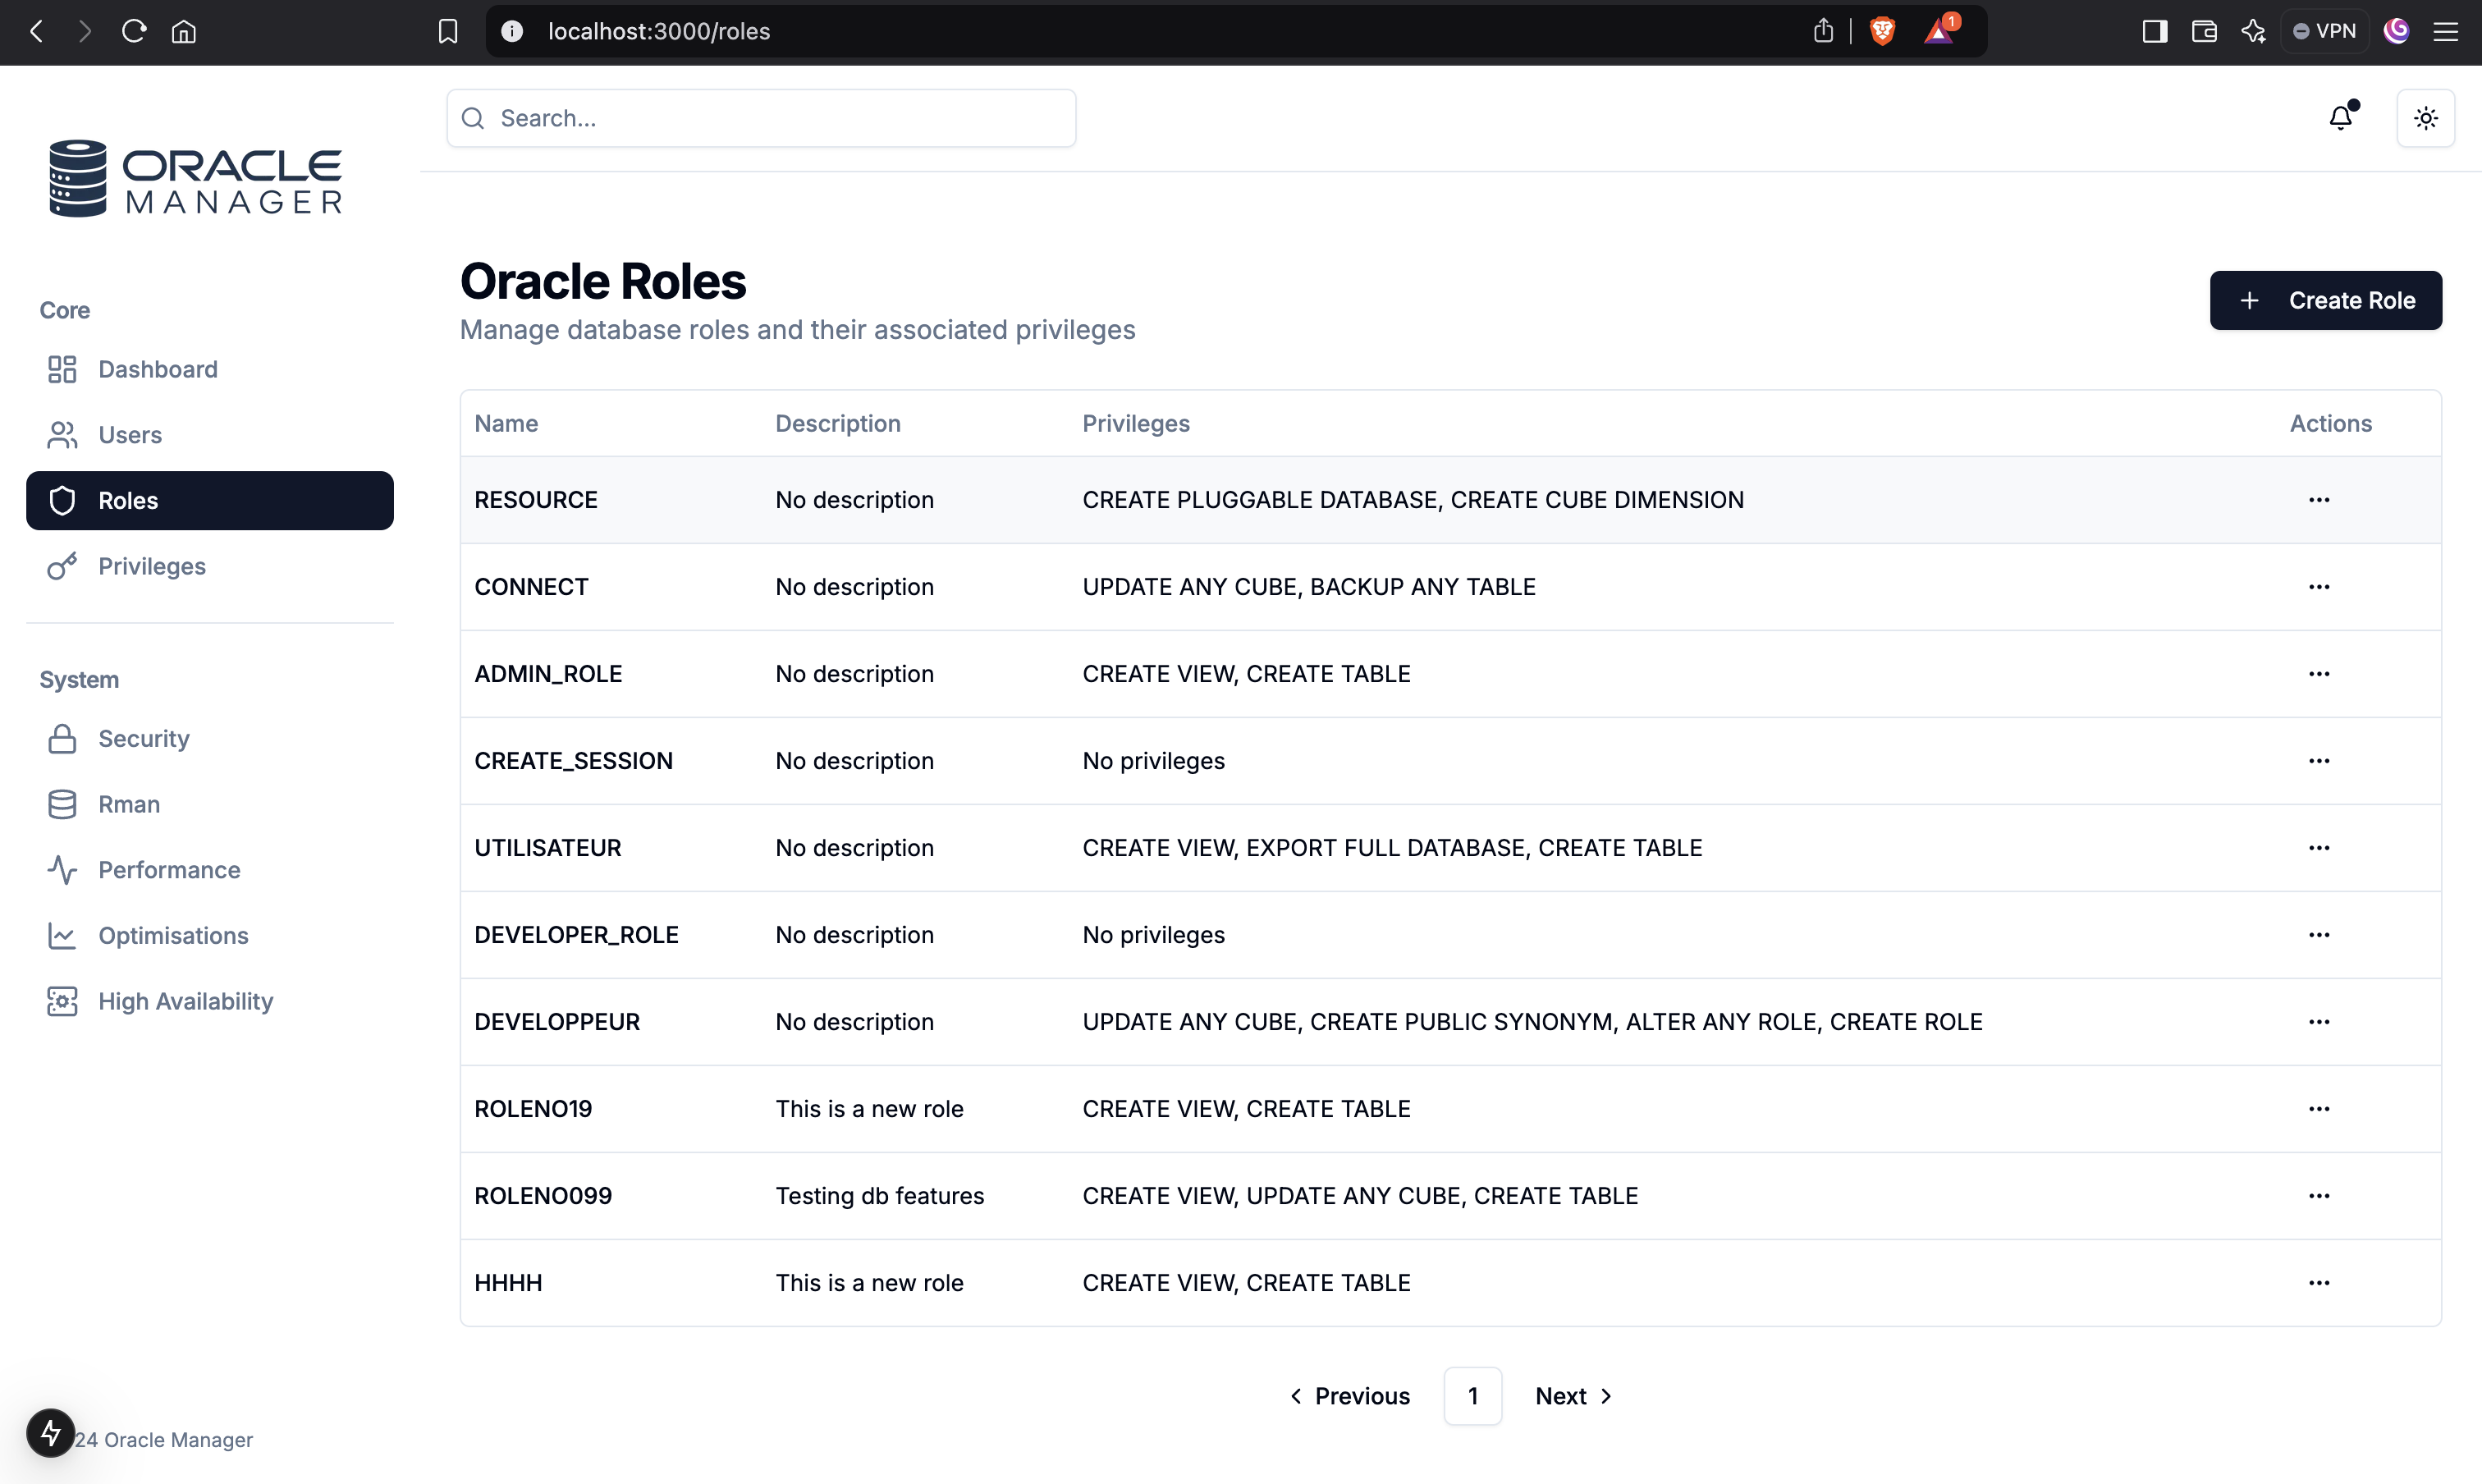 localhost:3000/roles
1
VPN
ORACLE
MANAGER
Search...
Core
Dashboard
Users
Roles
Privileges
System
Security
Rman
Performance
Optimisations
High Availability
24 Oracle Manager
Oracle Roles
Manage database roles and their associated privileges
+ Create Role
Name Description Privileges Actions
RESOURCE No description CREATE PLUGGABLE DATABASE, CREATE CUBE DIMENSION ...
CONNECT No description UPDATE ANY CUBE, BACKUP ANY TABLE ...
ADMIN_ROLE No description CREATE VIEW, CREATE TABLE ...
CREATE_SESSION No description No privileges ...
UTILISATEUR No description CREATE VIEW, EXPORT FULL DATABASE, CREATE TABLE ...
DEVELOPER_ROLE No description No privileges ...
DEVELOPPEUR No description UPDATE ANY CUBE, CREATE PUBLIC SYNONYM, ALTER ANY ROLE, CREATE ROLE ...
ROLENO19 This is a new role CREATE VIEW, CREATE TABLE ...
ROLENO099 Testing db features CREATE VIEW, UPDATE ANY CUBE, CREATE TABLE ...
HHHH This is a new role CREATE VIEW, CREATE TABLE ...
Previous 1 Next